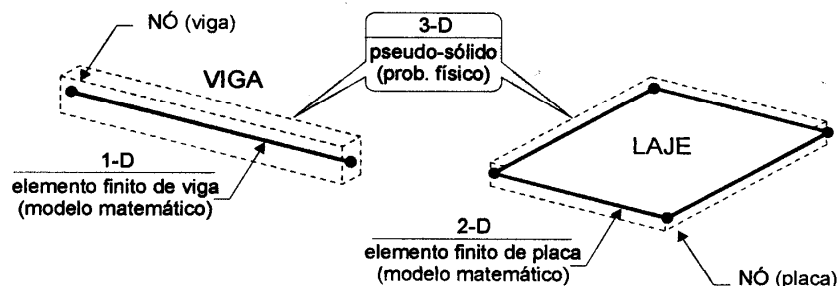 NÓ (viga)
VIGA
3-D
pseudo-sólido
(prob. físico)
1-D
elemento finito de viga
(modelo matemático)
LAJE
2-D
elemento finito de placa
(modelo matemático)
NÓ (placa)